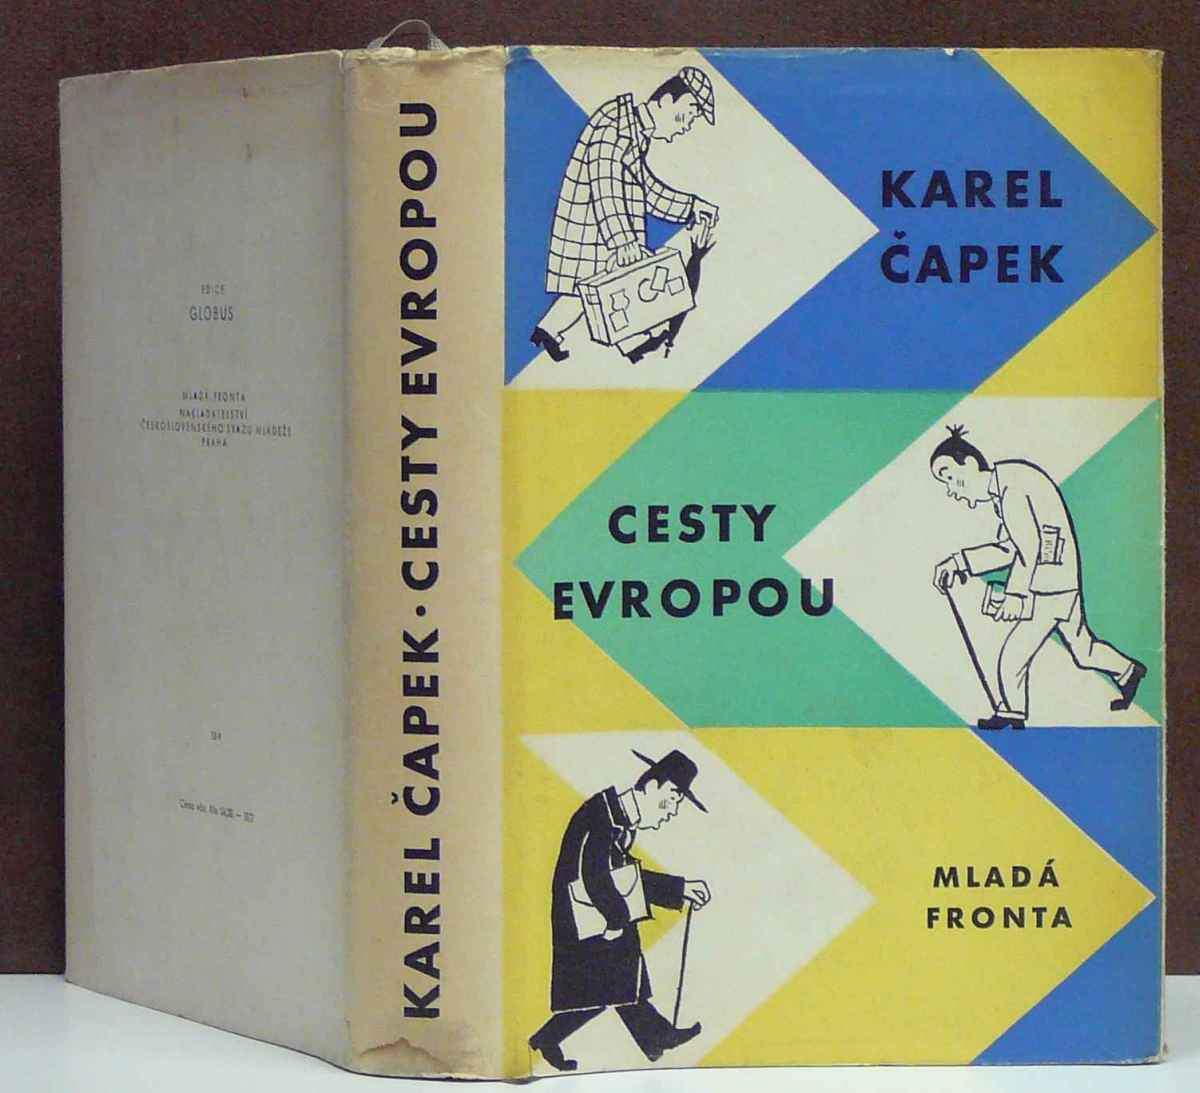 EDICE
GLOBUS
MLADÁ FRONTA
NAKLADATELSTVÍ
ČESKOSLOVENSKÉHO SVAZU MLÁDEŽE
PRAHA
KAREL ČAPEK · CESTY EVROPOU
KAREL
ČAPEK
CESTY
EVROPOU
MLADÁ
FRONTA